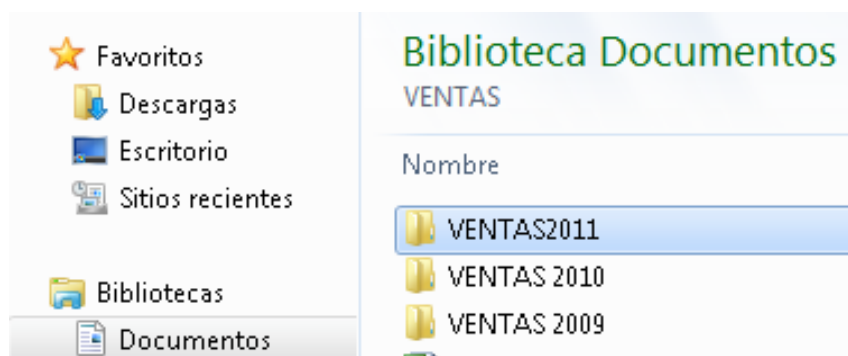 Favoritos
Descargas
Escritorio
Sitios recientes
Bibliotecas
Documentos
Biblioteca Documentos
VENTAS
Nombre
VENTAS2011
VENTAS 2010
VENTAS 2009